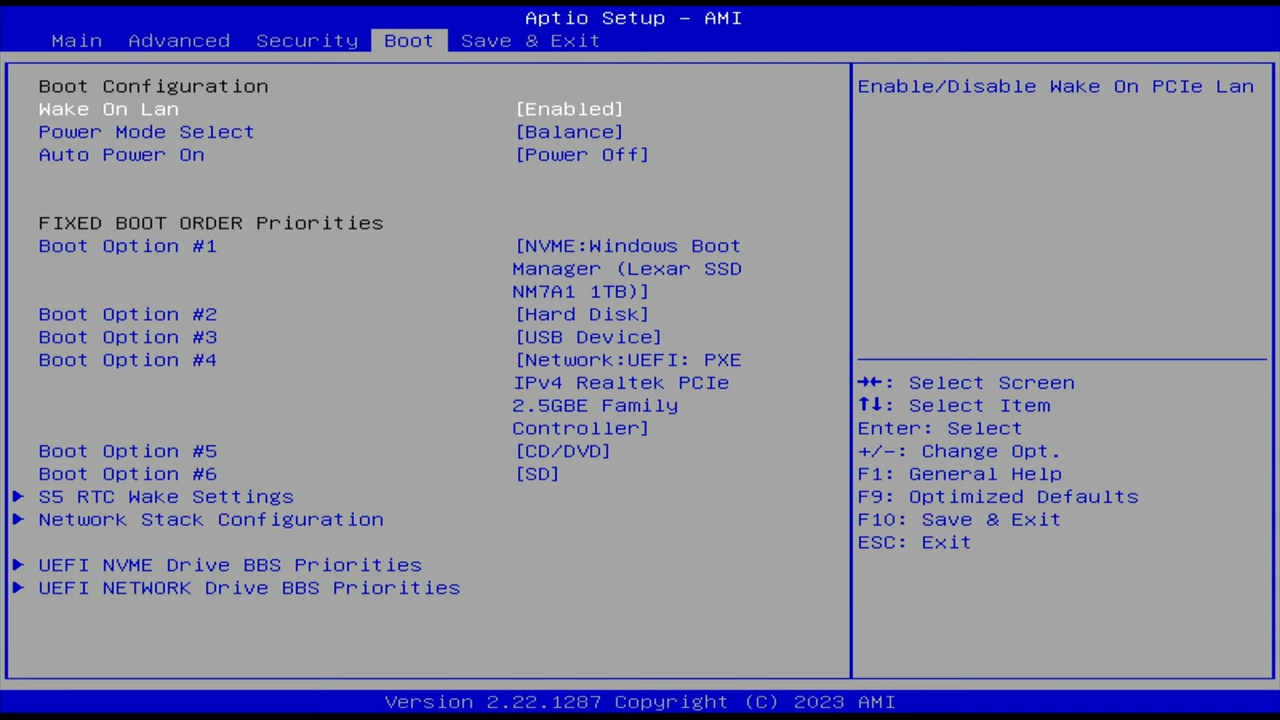 Aptio Setup – AMI
Main Advanced Security Boot Save & Exit
Boot Configuration
Wake On Lan [Enabled]
Power Mode Select [Balance]
Auto Power On [Power Off]
FIXED BOOT ORDER Priorities
Boot Option #1 [NVME:Windows Boot
Manager (Lexar SSD
NM7A1 1TB)]
Boot Option #2 [Hard Disk]
Boot Option #3 [USB Device]
Boot Option #4 [Network:UEFI: PXE
IPv4 Realtek PCIe
2.5GBE Family
Controller]
Boot Option #5 [CD/DVD]
Boot Option #6 [SD]
▶ S5 RTC Wake Settings
▶ Network Stack Configuration
▶ UEFI NVME Drive BBS Priorities
▶ UEFI NETWORK Drive BBS Priorities
Enable/Disable Wake On PCIe Lan
→←: Select Screen
↑↓: Select Item
Enter: Select
+/-: Change Opt.
F1: General Help
F9: Optimized Defaults
F10: Save & Exit
ESC: Exit
Version 2.22.1287 Copyright (C) 2023 AMI